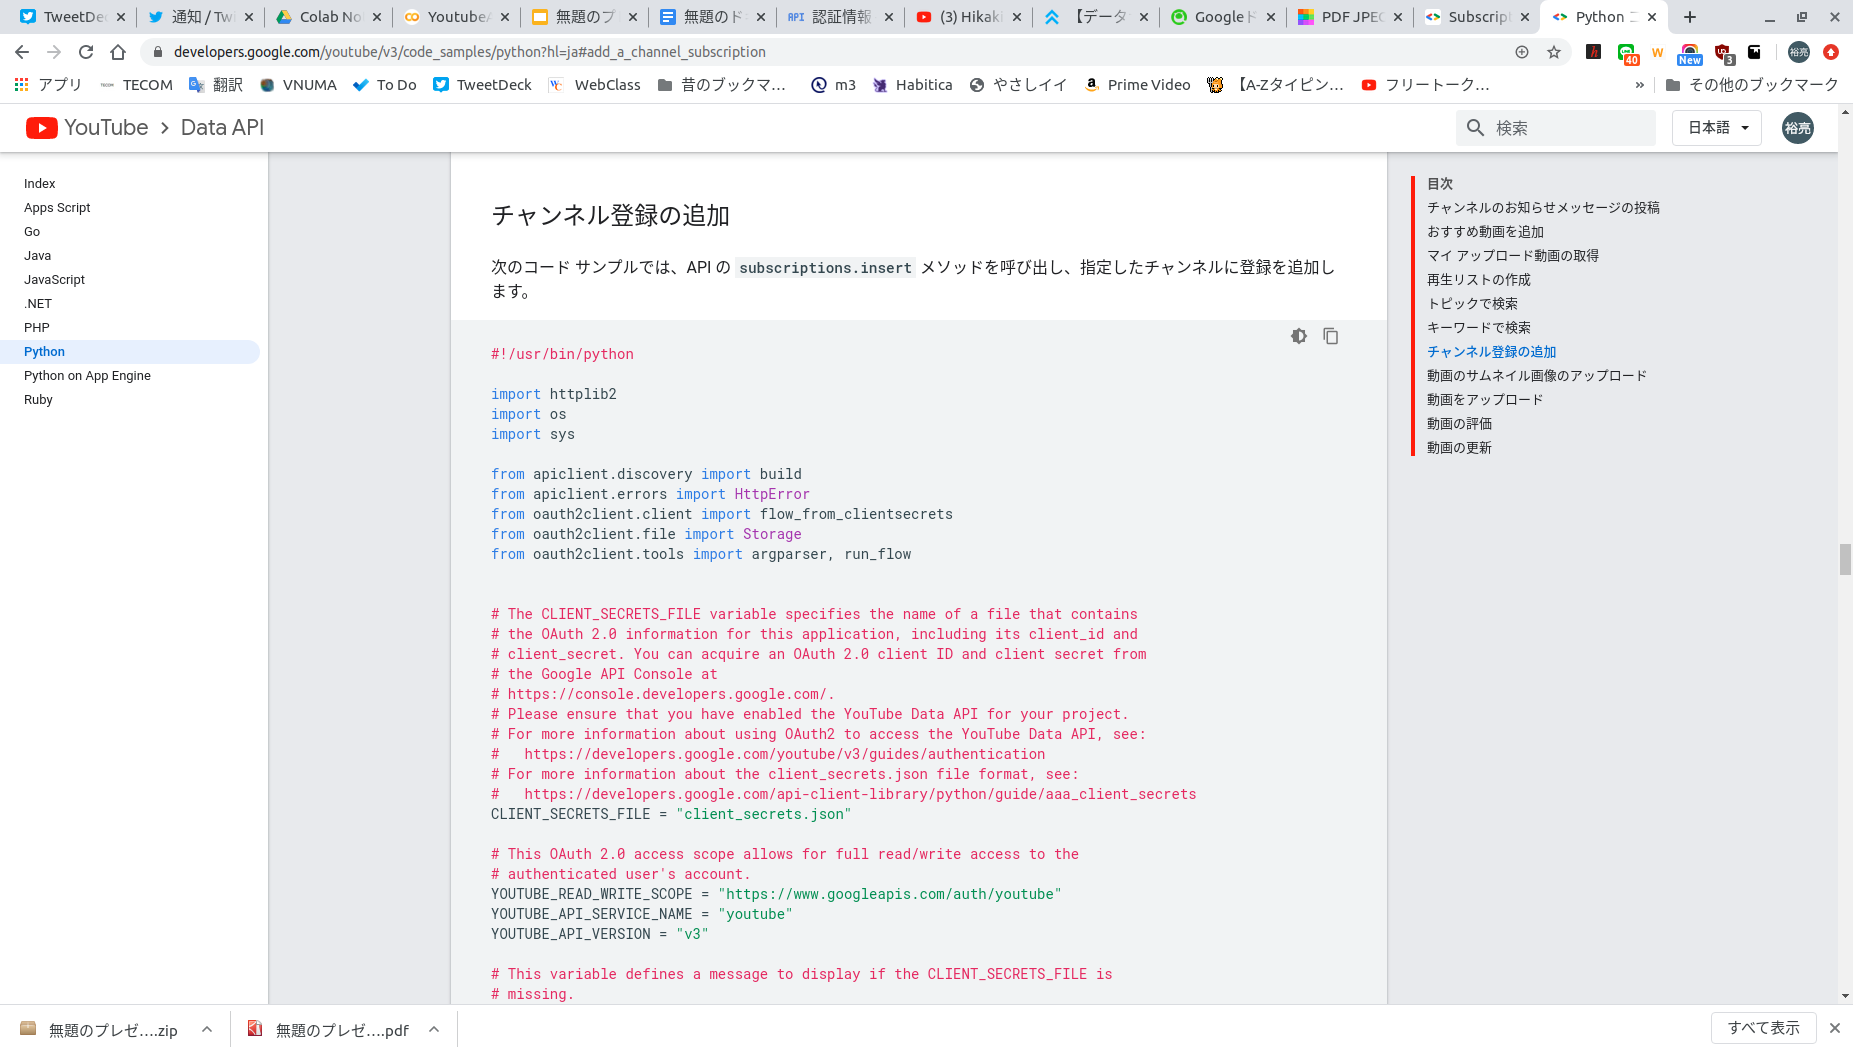 TweetDe
通知 / Twi
Colab No
YoutubeA
無題のプ
無題のド
API 認証情報
(3) Hikaki
【データ
Googleド
PDF JPEG
Subscrip
Python コ
developers.google.com/youtube/v3/code_samples/python?hl=ja#add_a_channel_subscription
40
New
3
裕亮
アプリ
TECOM
翻訳
VNUMA
To Do
TweetDeck
WebClass
昔のブックマ…
m3
Habitica
やさしイイ
Prime Video
【A-Zタイピン…
フリートーク…
»
その他のブックマーク
YouTube > Data API
検索
日本語
裕亮
Index
Apps Script
Go
Java
JavaScript
.NET
PHP
Python
Python on App Engine
Ruby
チャンネル登録の追加
次のコード サンプルでは、API の subscriptions.insert メソッドを呼び出し、指定したチャンネルに登録を追加し
ます。
#!/usr/bin/python
import httplib2
import os
import sys
from apiclient.discovery import build
from apiclient.errors import HttpError
from oauth2client.client import flow_from_clientsecrets
from oauth2client.file import Storage
from oauth2client.tools import argparser, run_flow
# The CLIENT_SECRETS_FILE variable specifies the name of a file that contains
# the OAuth 2.0 information for this application, including its client_id and
# client_secret. You can acquire an OAuth 2.0 client ID and client secret from
# the Google API Console at
# https://console.developers.google.com/.
# Please ensure that you have enabled the YouTube Data API for your project.
# For more information about using OAuth2 to access the YouTube Data API, see:
#   https://developers.google.com/youtube/v3/guides/authentication
# For more information about the client_secrets.json file format, see:
#   https://developers.google.com/api-client-library/python/guide/aaa_client_secrets
CLIENT_SECRETS_FILE = "client_secrets.json"
# This OAuth 2.0 access scope allows for full read/write access to the
# authenticated user's account.
YOUTUBE_READ_WRITE_SCOPE = "https://www.googleapis.com/auth/youtube"
YOUTUBE_API_SERVICE_NAME = "youtube"
YOUTUBE_API_VERSION = "v3"
# This variable defines a message to display if the CLIENT_SECRETS_FILE is
# missing.
目次
チャンネルのお知らせメッセージの投稿
おすすめ動画を追加
マイ アップロード動画の取得
再生リストの作成
トピックで検索
キーワードで検索
チャンネル登録の追加
動画のサムネイル画像のアップロード
動画をアップロード
動画の評価
動画の更新
無題のプレゼ….zip
無題のプレゼ….pdf
すべて表示